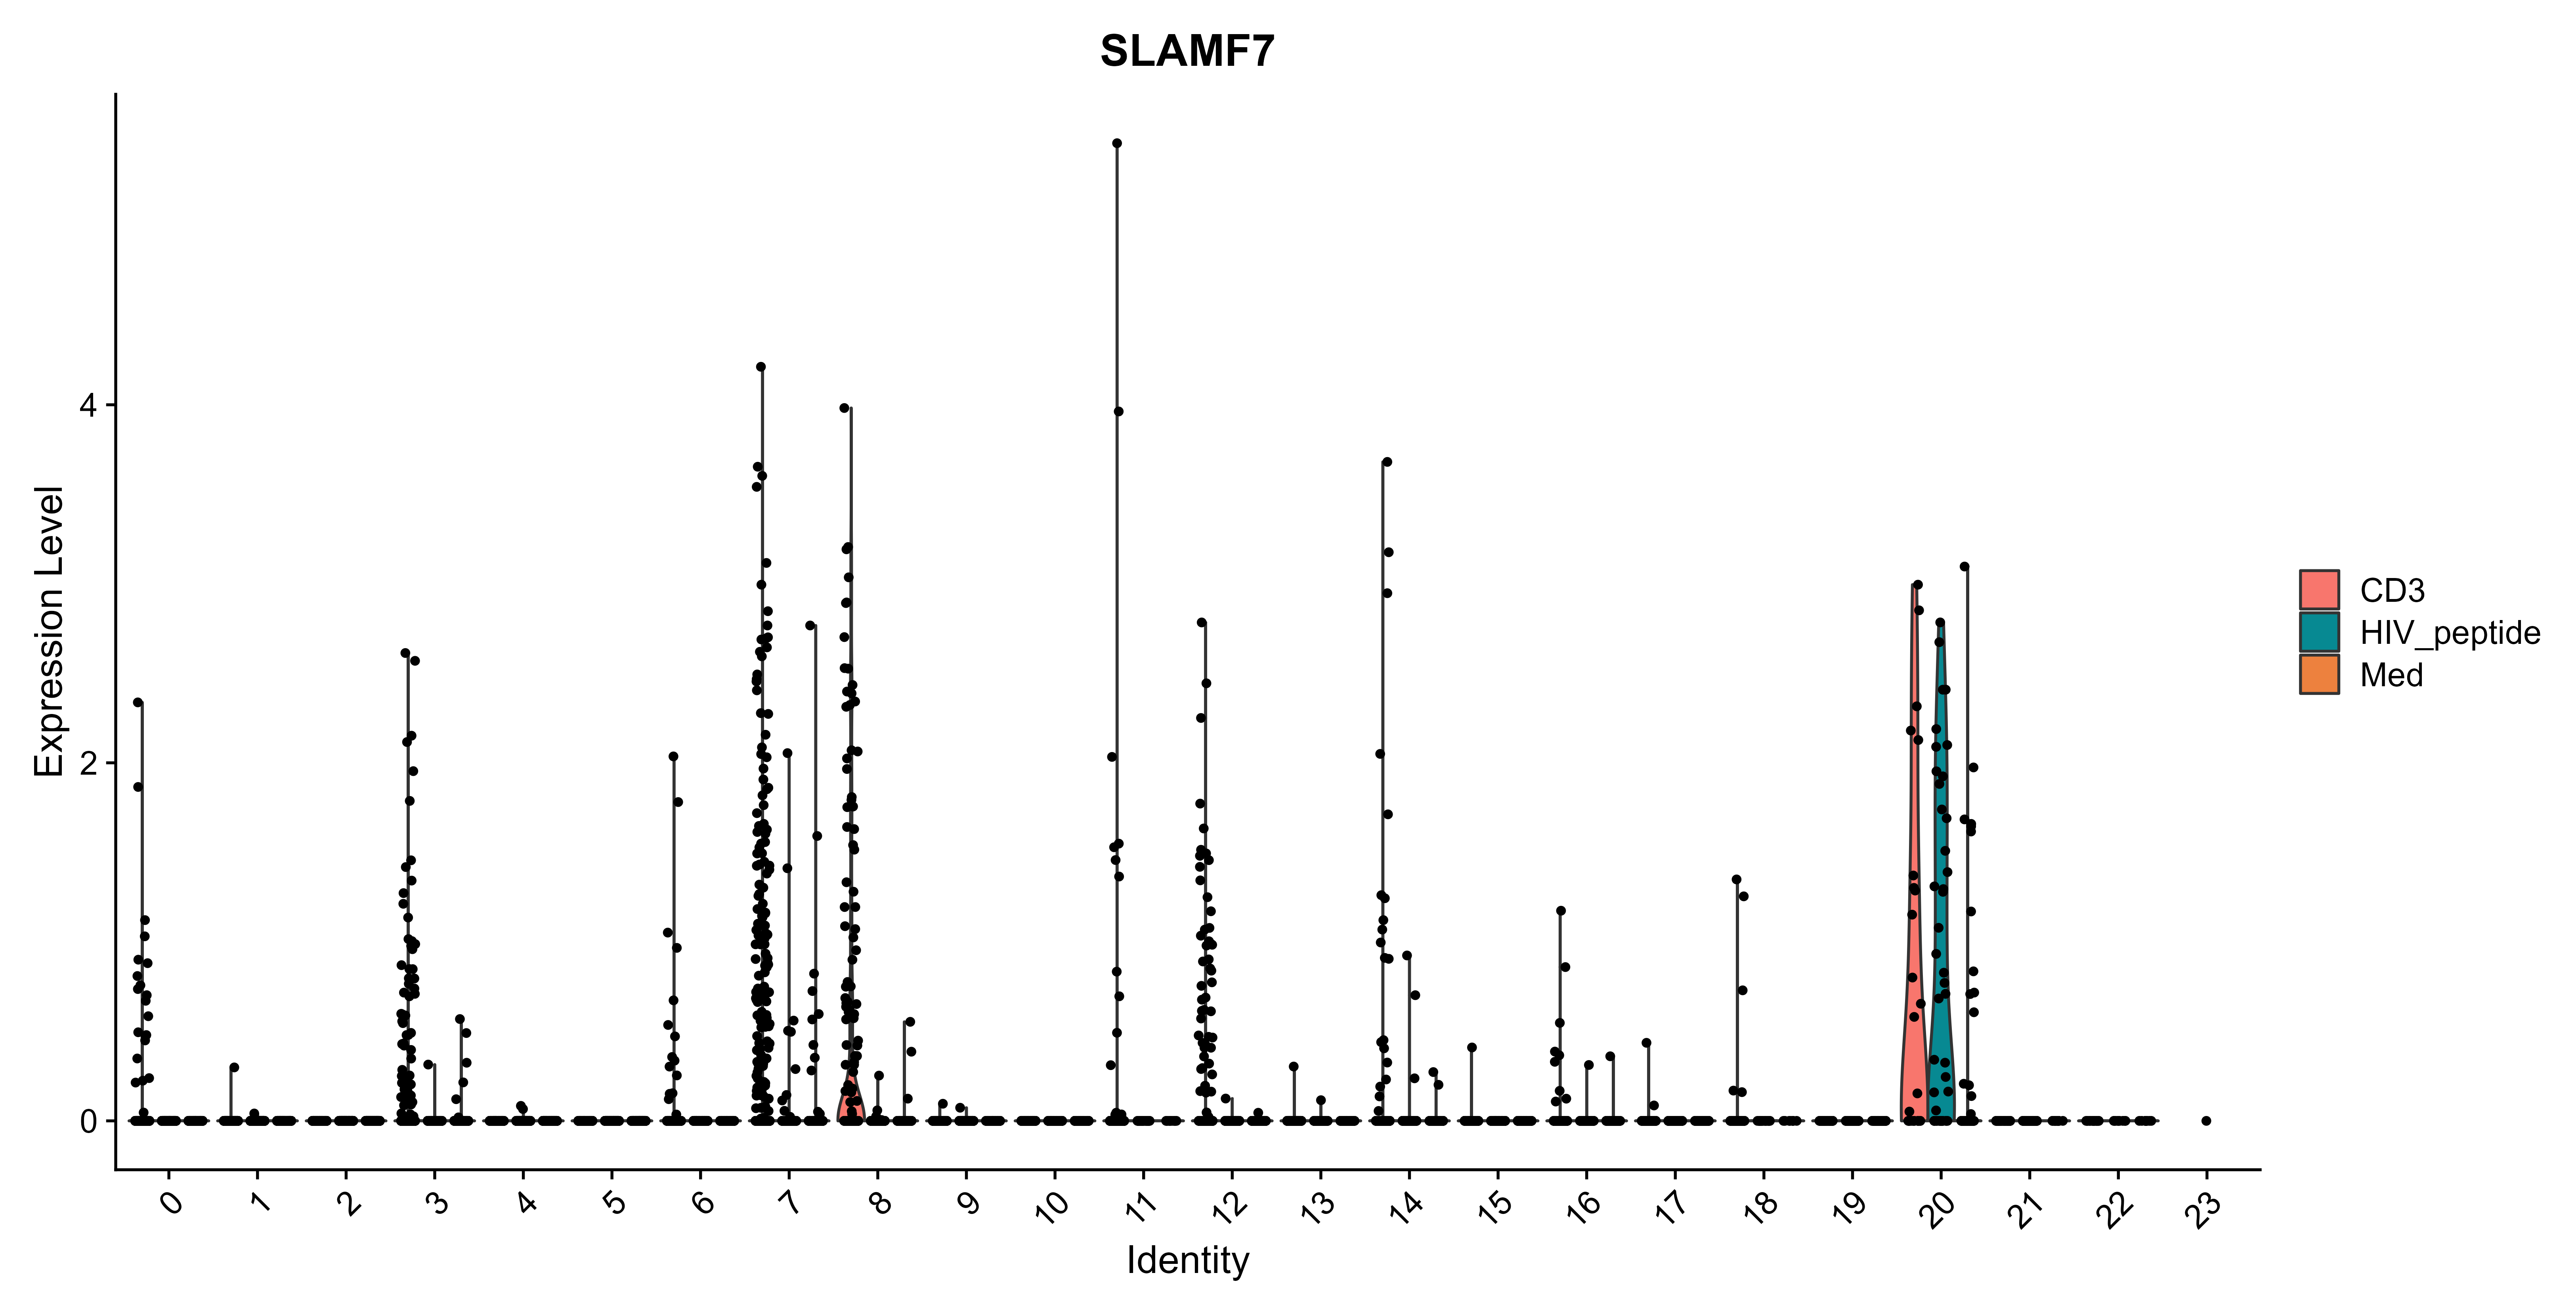 SLAMF7
Expression Level
4
2
0
0 1 2 3 4 5 6 7 8 9 10 11 12 13 14 15 16 17 18 19 20 21 22 23
Identity
CD3
HIV_peptide
Med